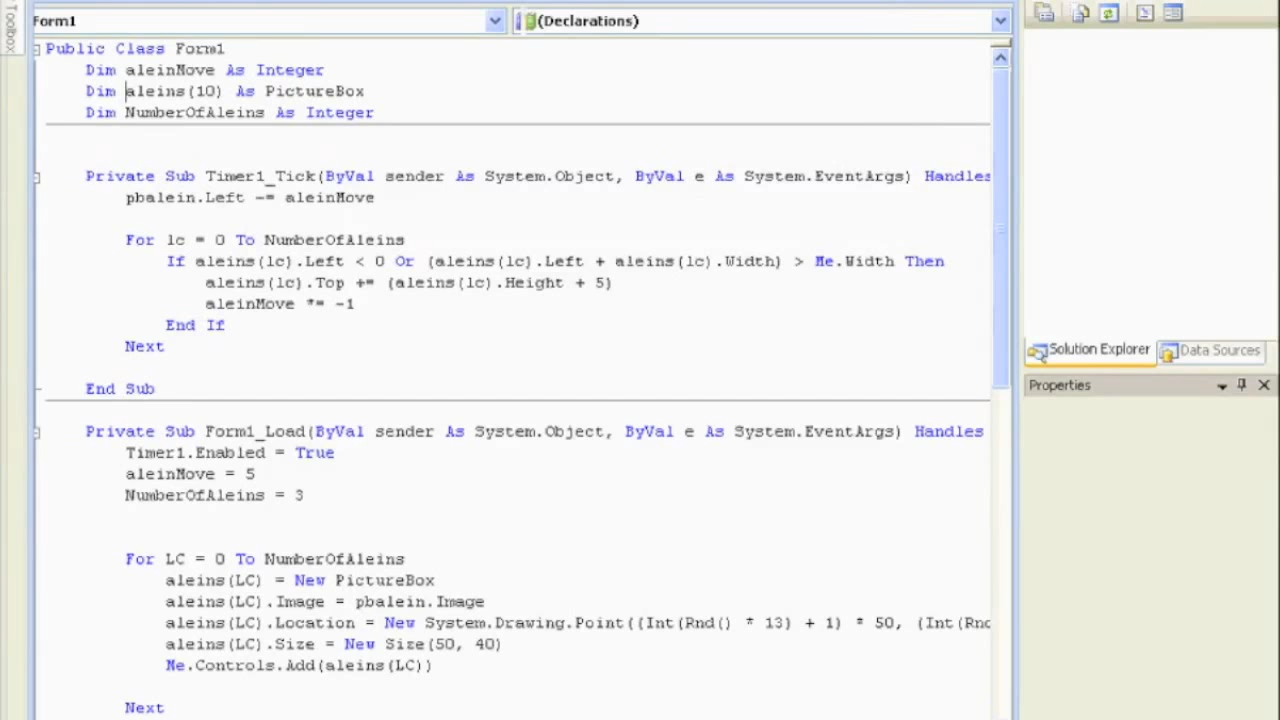 Toolbox
Form1
(Declarations)
Public Class Form1
Dim aleinMove As Integer
Dim aleins(10) As PictureBox
Dim NumberOfAleins As Integer
Private Sub Timer1_Tick(ByVal sender As System.Object, ByVal e As System.EventArgs) Handles
pbalein.Left -= aleinMove
For lc = 0 To NumberOfAleins
If aleins(lc).Left < 0 Or (aleins(lc).Left + aleins(lc).Width) > Me.Width Then
aleins(lc).Top += (aleins(lc).Height + 5)
aleinMove *= -1
End If
Next
End Sub
Private Sub Form1_Load(ByVal sender As System.Object, ByVal e As System.EventArgs) Handles
Timer1.Enabled = True
aleinMove = 5
NumberOfAleins = 3
For LC = 0 To NumberOfAleins
aleins(LC) = New PictureBox
aleins(LC).Image = pbalein.Image
aleins(LC).Location = New System.Drawing.Point((Int(Rnd() * 13) + 1) * 50, (Int(Rnd
aleins(LC).Size = New Size(50, 40)
Me.Controls.Add(aleins(LC))
Next
Solution Explorer
Data Sources
Properties